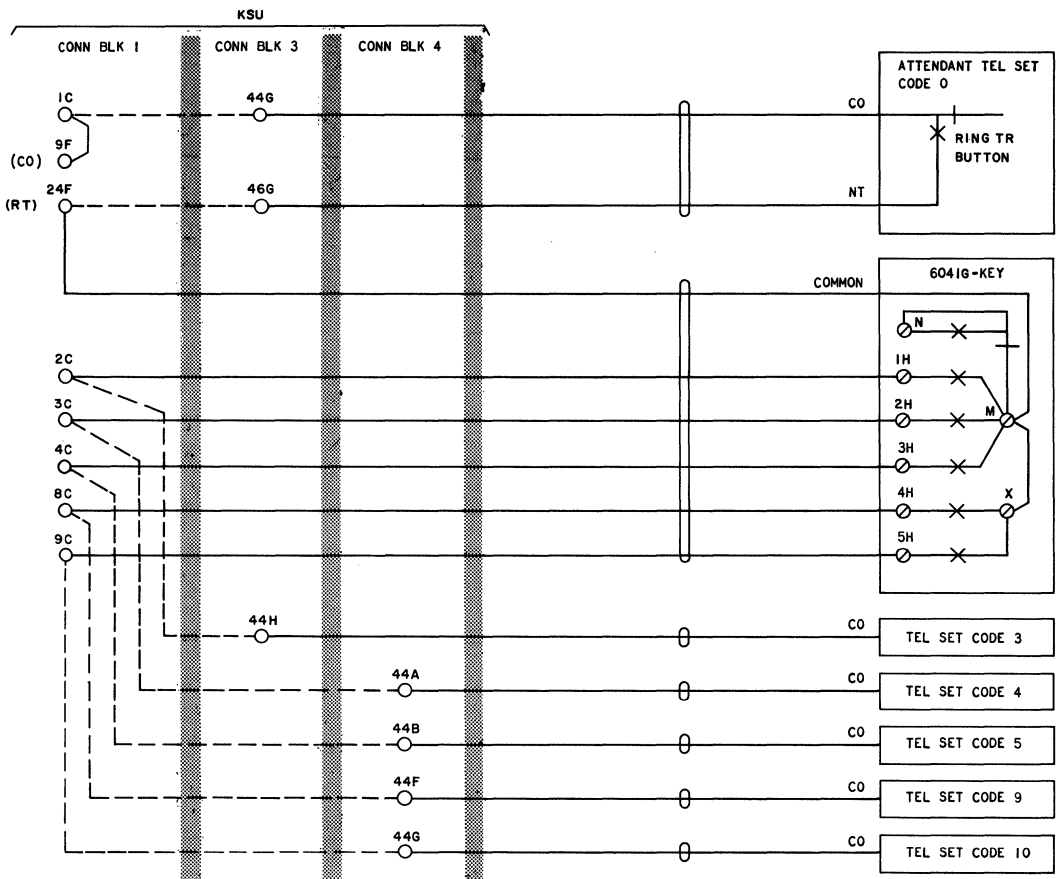 KSU
CONN BLK 1
CONN BLK 3
CONN BLK 4
ATTENDANT TEL SET
CODE 0
1C
44G
CO
RING TR
BUTTON
9F
(CO)
24F
(RT)
46G
NT
COMMON
6041G-KEY
N
2C
1H
3C
2H
M
4C
3H
8C
4H
X
9C
5H
44H
CO
TEL SET CODE 3
44A
CO
TEL SET CODE 4
44B
CO
TEL SET CODE 5
44F
CO
TEL SET CODE 9
44G
CO
TEL SET CODE 10